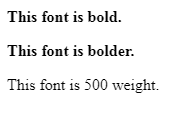 This font is bold.
This font is bolder.
This font is 500 weight.